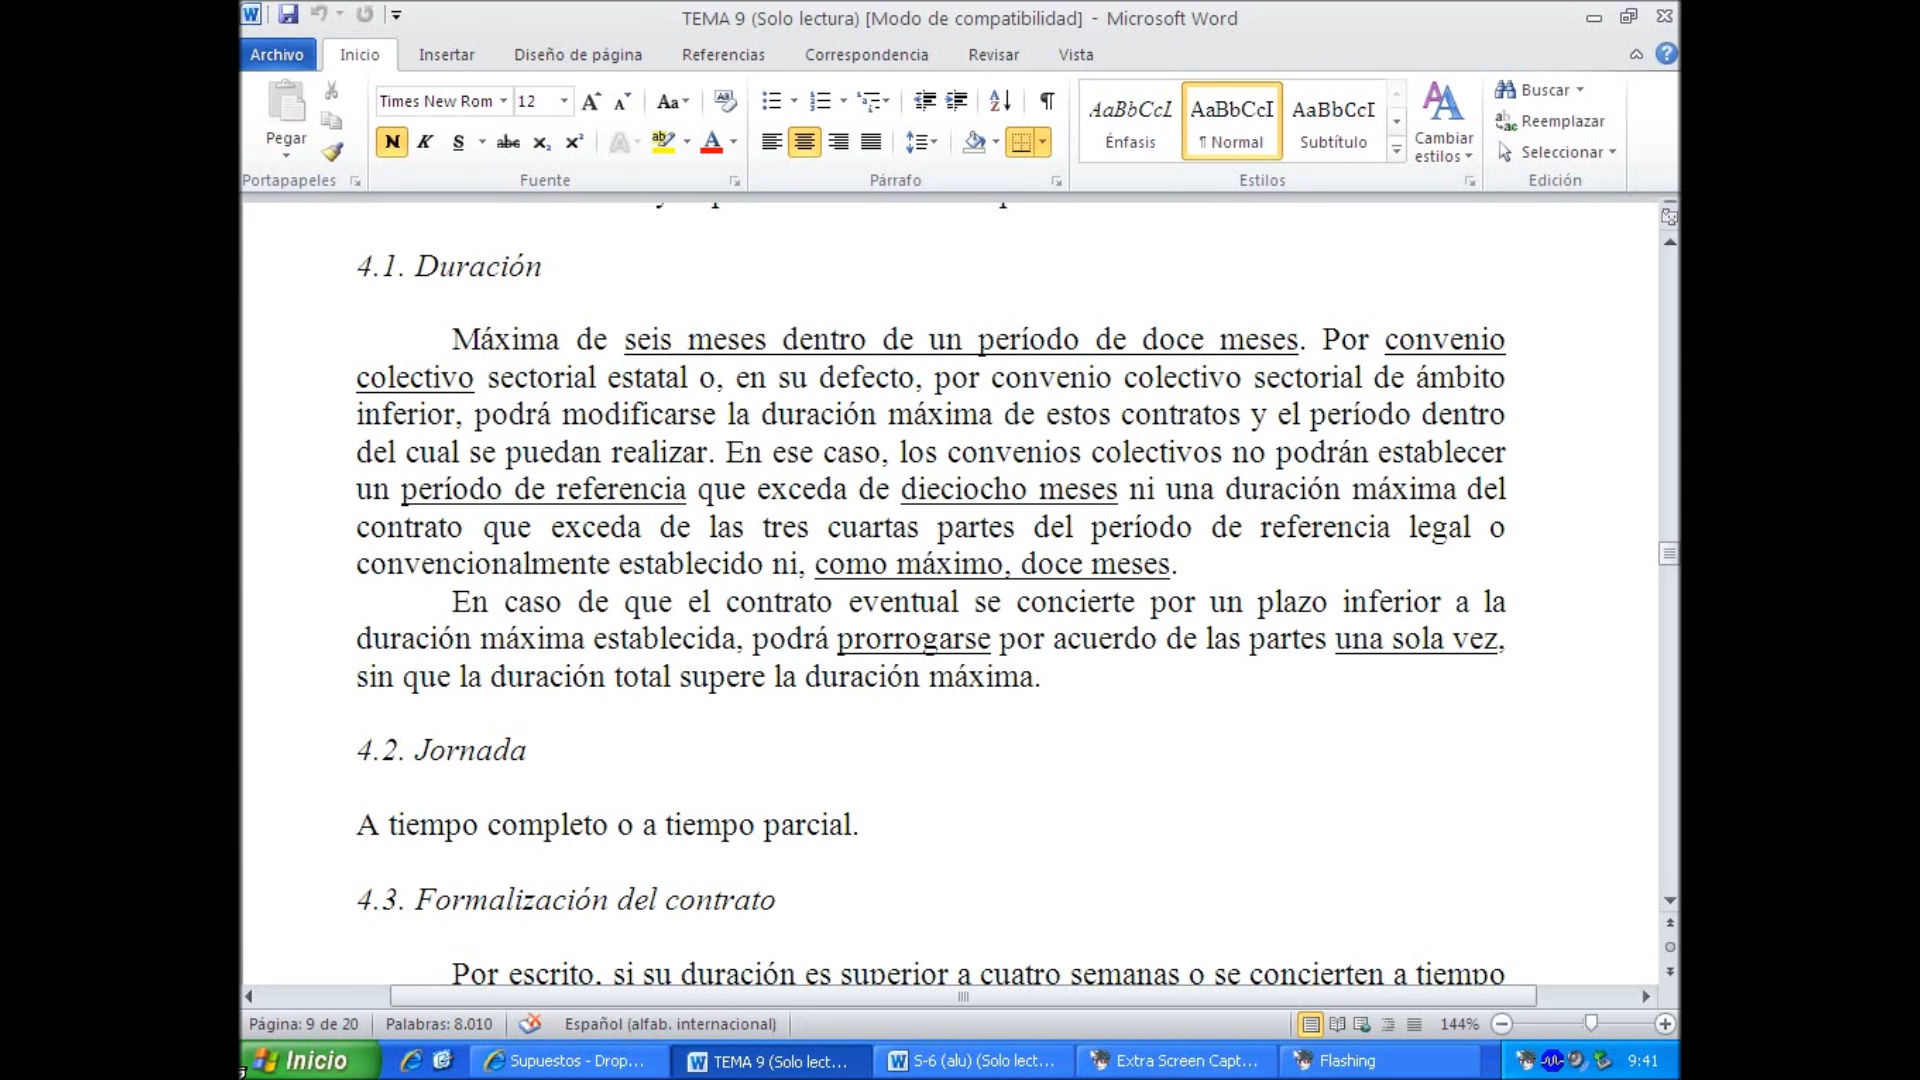 TEMA 9 (Solo lectura) [Modo de compatibilidad] - Microsoft Word
Archivo Inicio Insertar Diseño de página Referencias Correspondencia Revisar Vista
Times New Rom 12 Aa
AaBbCcI AaBbCcI AaBbCcI
Énfasis ¶ Normal Subtítulo
Pegar
N K S abc x₂ x² A ab A
Cambiar estilos
Buscar
Reemplazar
Seleccionar
Portapapeles Fuente Párrafo Estilos Edición
4.1. Duración
Máxima de seis meses dentro de un período de doce meses. Por convenio
colectivo sectorial estatal o, en su defecto, por convenio colectivo sectorial de ámbito
inferior, podrá modificarse la duración máxima de estos contratos y el período dentro
del cual se puedan realizar. En ese caso, los convenios colectivos no podrán establecer
un período de referencia que exceda de dieciocho meses ni una duración máxima del
contrato que exceda de las tres cuartas partes del período de referencia legal o
convencionalmente establecido ni, como máximo, doce meses.
En caso de que el contrato eventual se concierte por un plazo inferior a la
duración máxima establecida, podrá prorrogarse por acuerdo de las partes una sola vez,
sin que la duración total supere la duración máxima.
4.2. Jornada
A tiempo completo o a tiempo parcial.
4.3. Formalización del contrato
Por escrito, si su duración es superior a cuatro semanas o se concierten a tiempo
Página: 9 de 20 Palabras: 8.010 Español (alfab. internacional) 144%
Inicio Supuestos - Drop... TEMA 9 (Solo lect... S-6 (alu) (Solo lect... Extra Screen Capt... Flashing 9:41